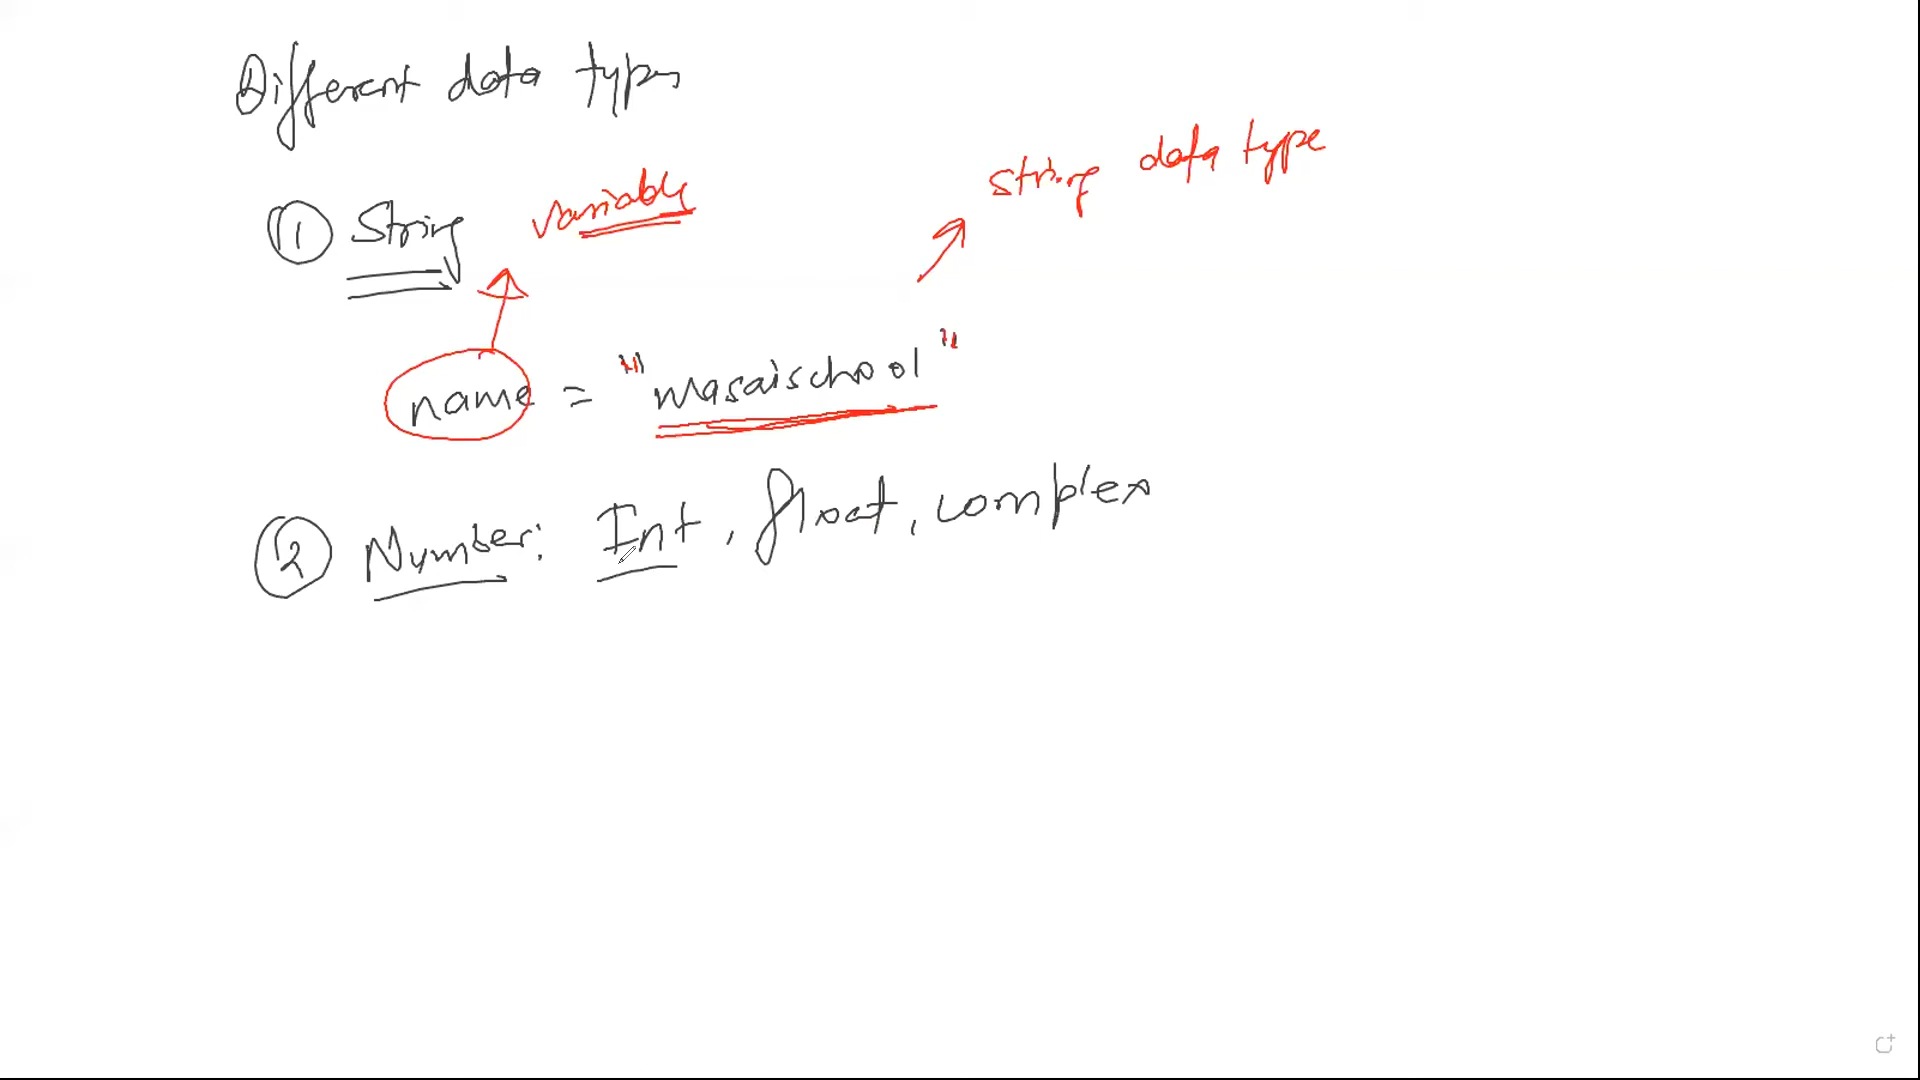 Different data types
① String variable string data type
name = "masaischool"
② Number: Int, float, complex